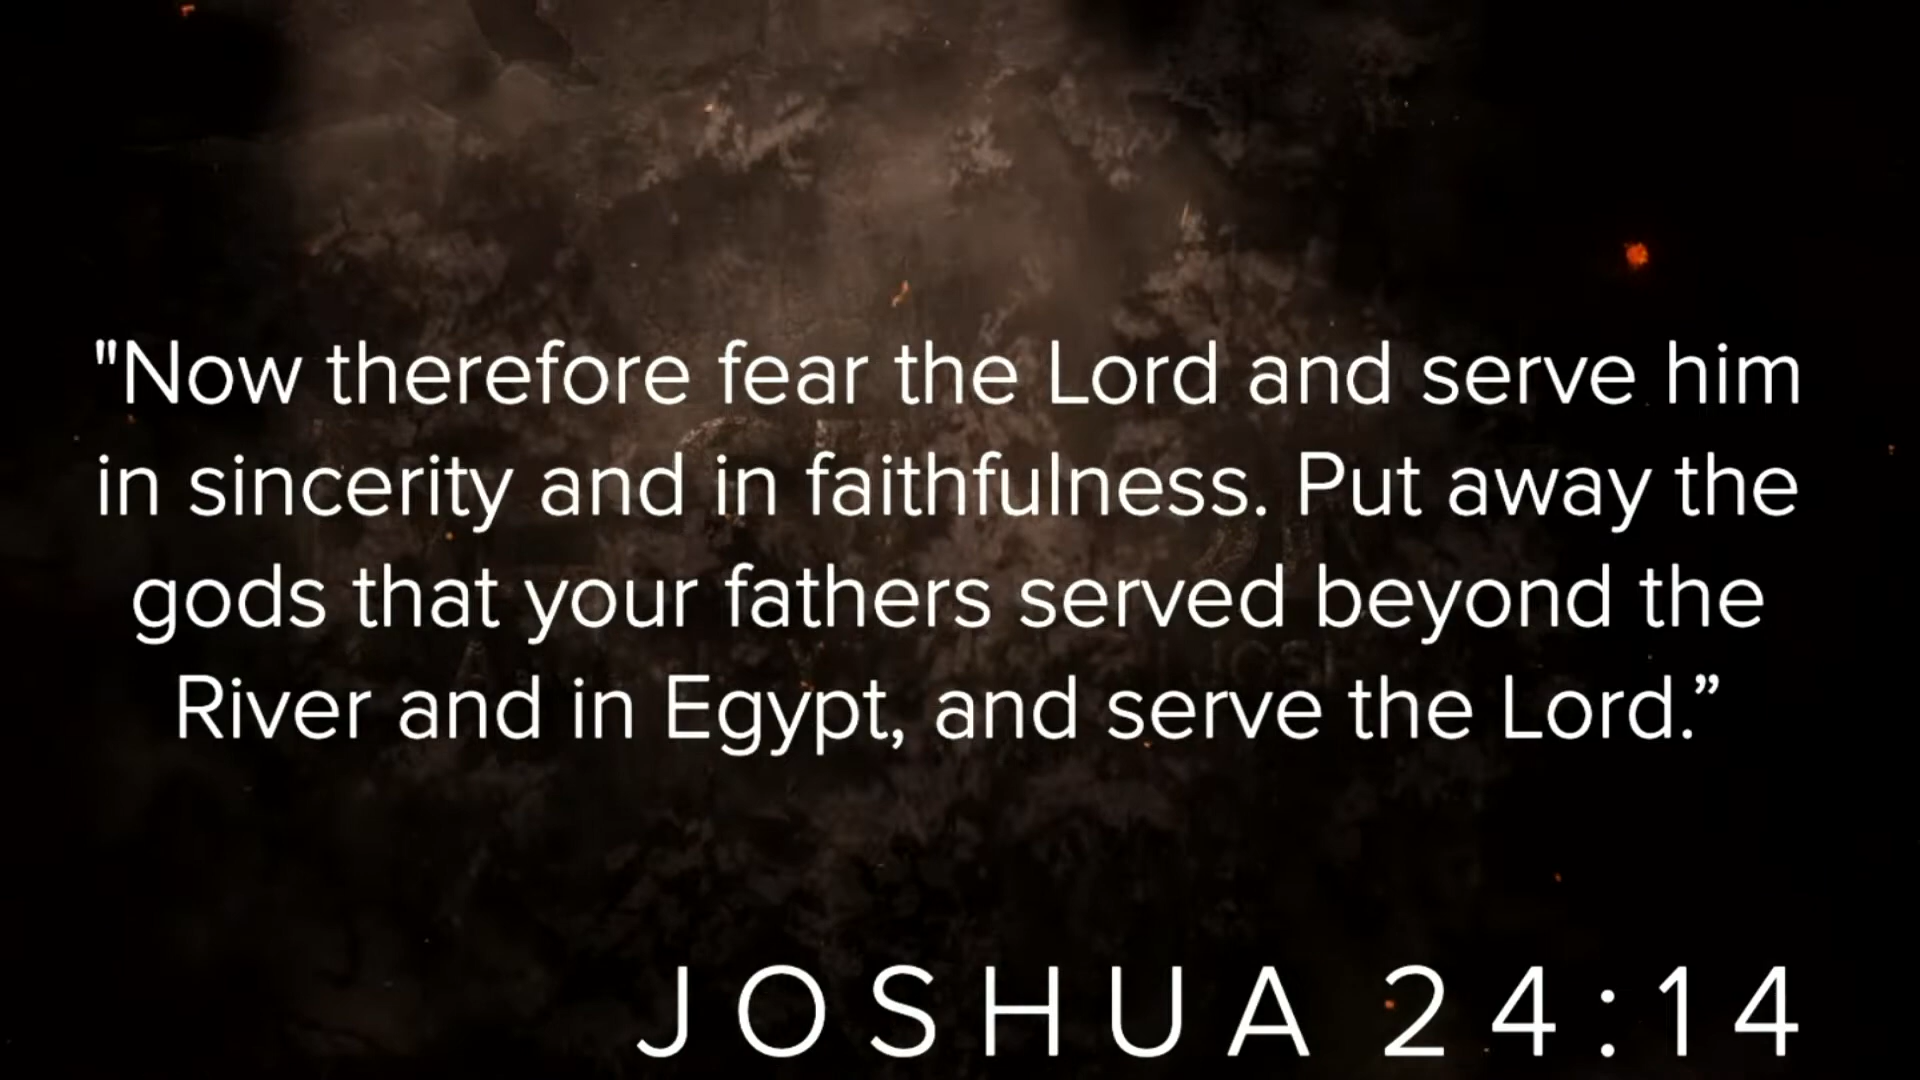 "Now therefore fear the Lord and serve him
in sincerity and in faithfulness. Put away the
gods that your fathers served beyond the
River and in Egypt, and serve the Lord.”
JOSHUA 24:14